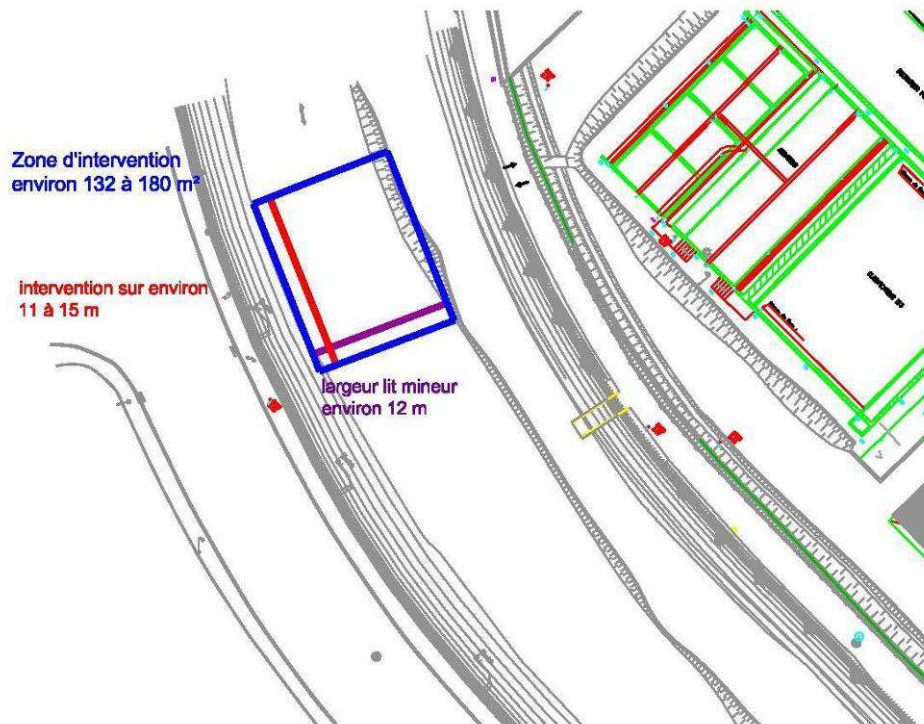 Zone d'intervention
environ 132 à 180 m²
intervention sur environ
11 à 15 m
largeur lit mineur
environ 12 m